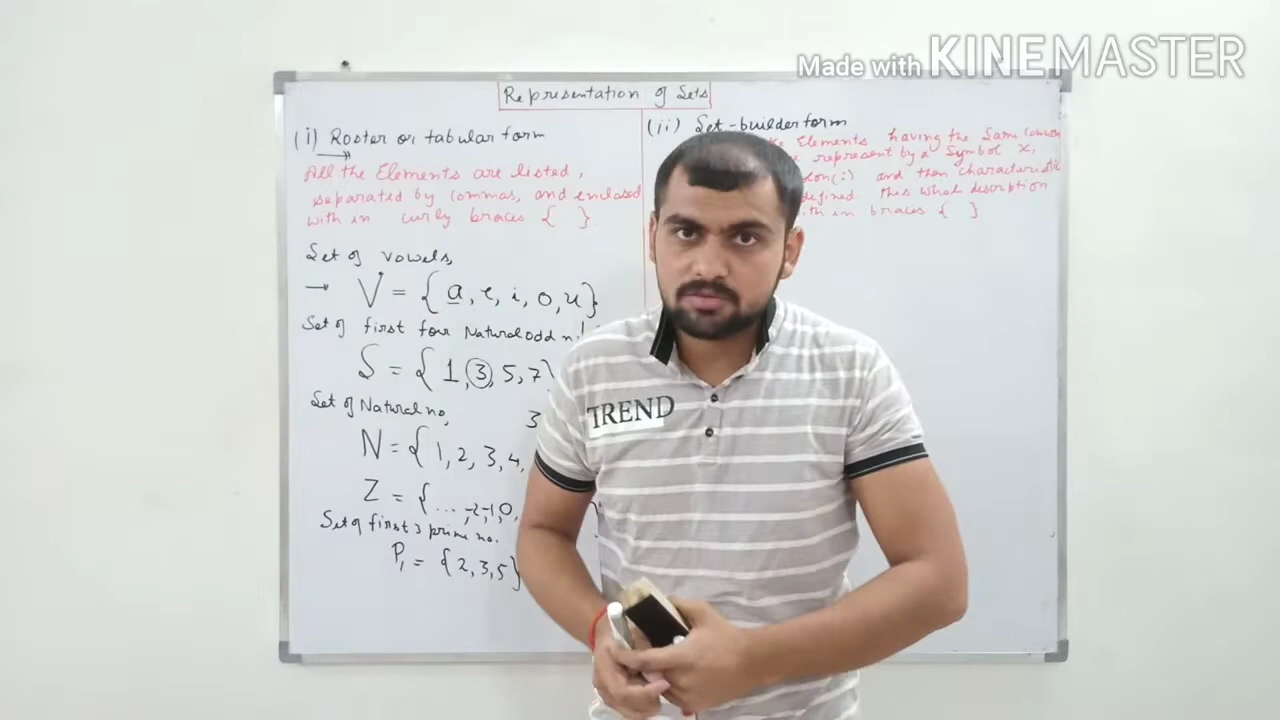 Made with KINEMASTER
Representation of Sets
(i) Roster or tabular form
All the Elements are listed,
separated by commas, and enclosed
with in curly braces { }.
Set of vowels
→ V = {a, e, i, o, u}
Set of first four Natural odd n
S = {1, 3, 5, 7}
Set of Natural no.
3
N = {1, 2, 3, 4,
Z = {... -2, -1, 0,
Set of first 3 prime no.
P₁ = {2, 3, 5}
(ii) Set-builder form
Elements having the Same Common
represent by a Symbol x,
and then characteristic
defined this whol descrption
in braces { }
TREND